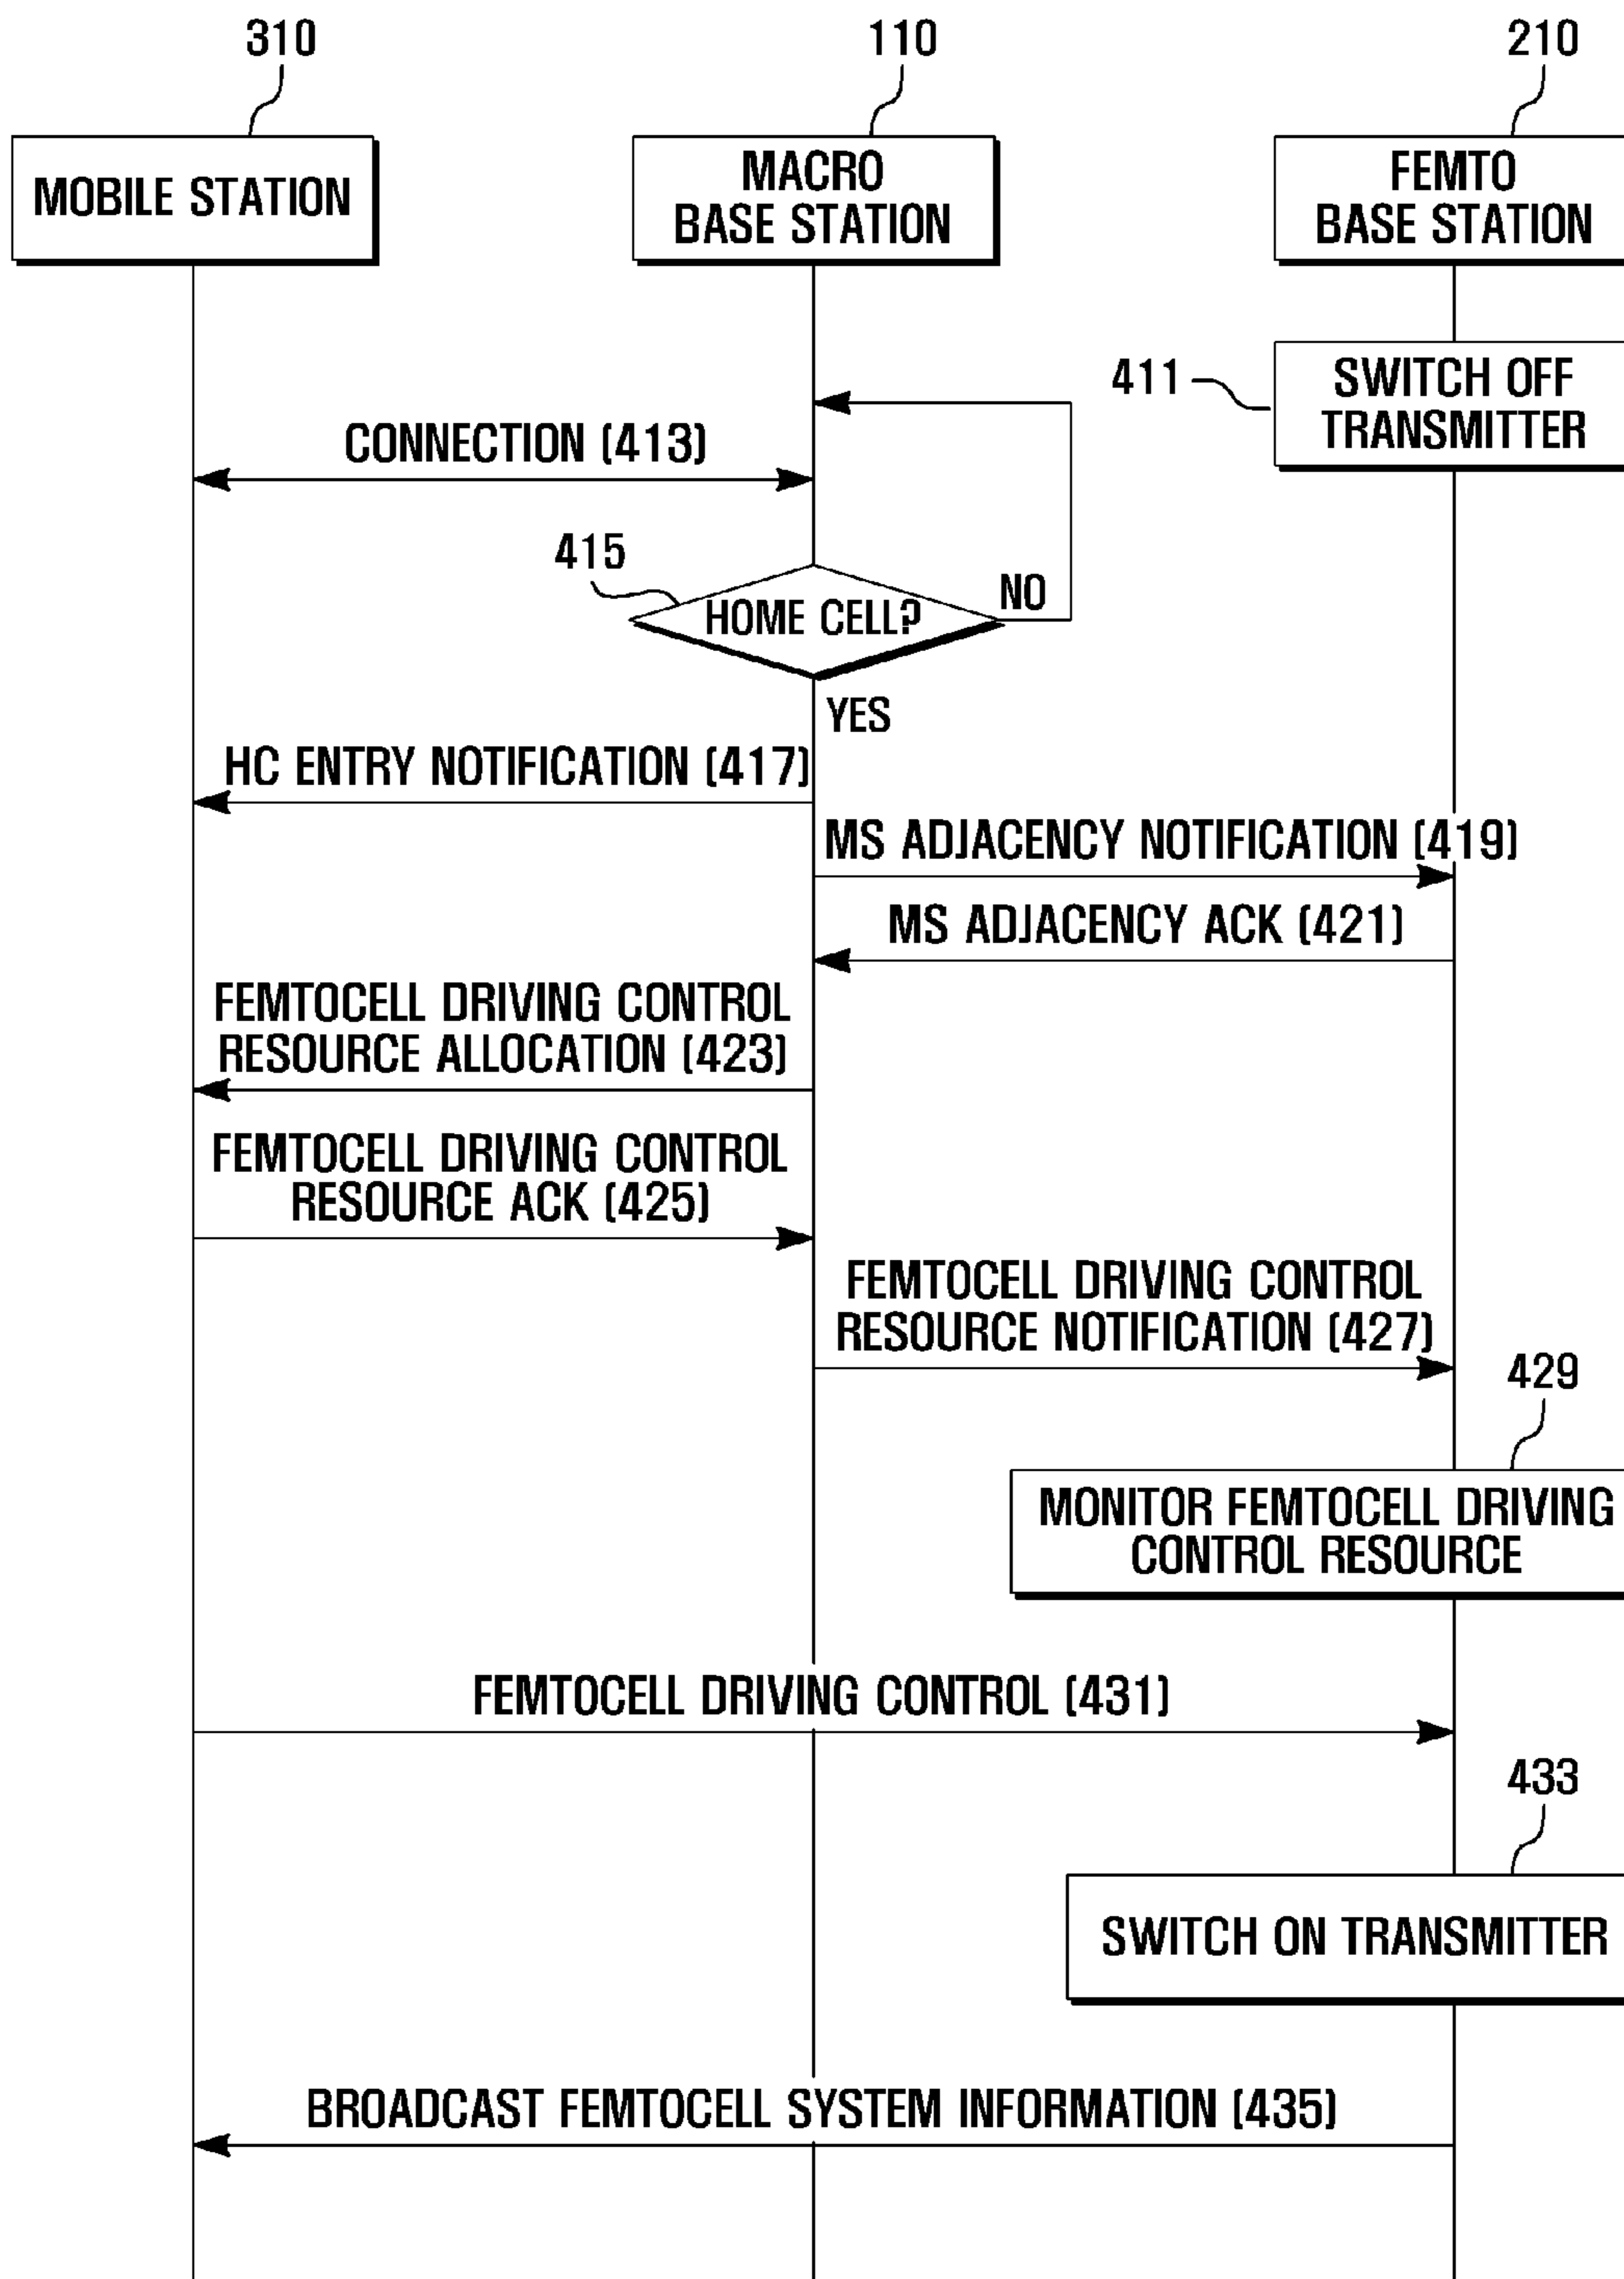 310
110
210
MOBILE STATION
MACRO
BASE STATION
FEMTO
BASE STATION
411
SWITCH OFF
TRANSMITTER
CONNECTION (413)
415
HOME CELL?
NO
YES
HC ENTRY NOTIFICATION (417)
MS ADJACENCY NOTIFICATION (419)
MS ADJACENCY ACK (421)
FEMTOCELL DRIVING CONTROL
RESOURCE ALLOCATION (423)
FEMTOCELL DRIVING CONTROL
RESOURCE ACK (425)
FEMTOCELL DRIVING CONTROL
RESOURCE NOTIFICATION (427)
429
MONITOR FEMTOCELL DRIVING
CONTROL RESOURCE
FEMTOCELL DRIVING CONTROL (431)
433
SWITCH ON TRANSMITTER
BROADCAST FEMTOCELL SYSTEM INFORMATION (435)